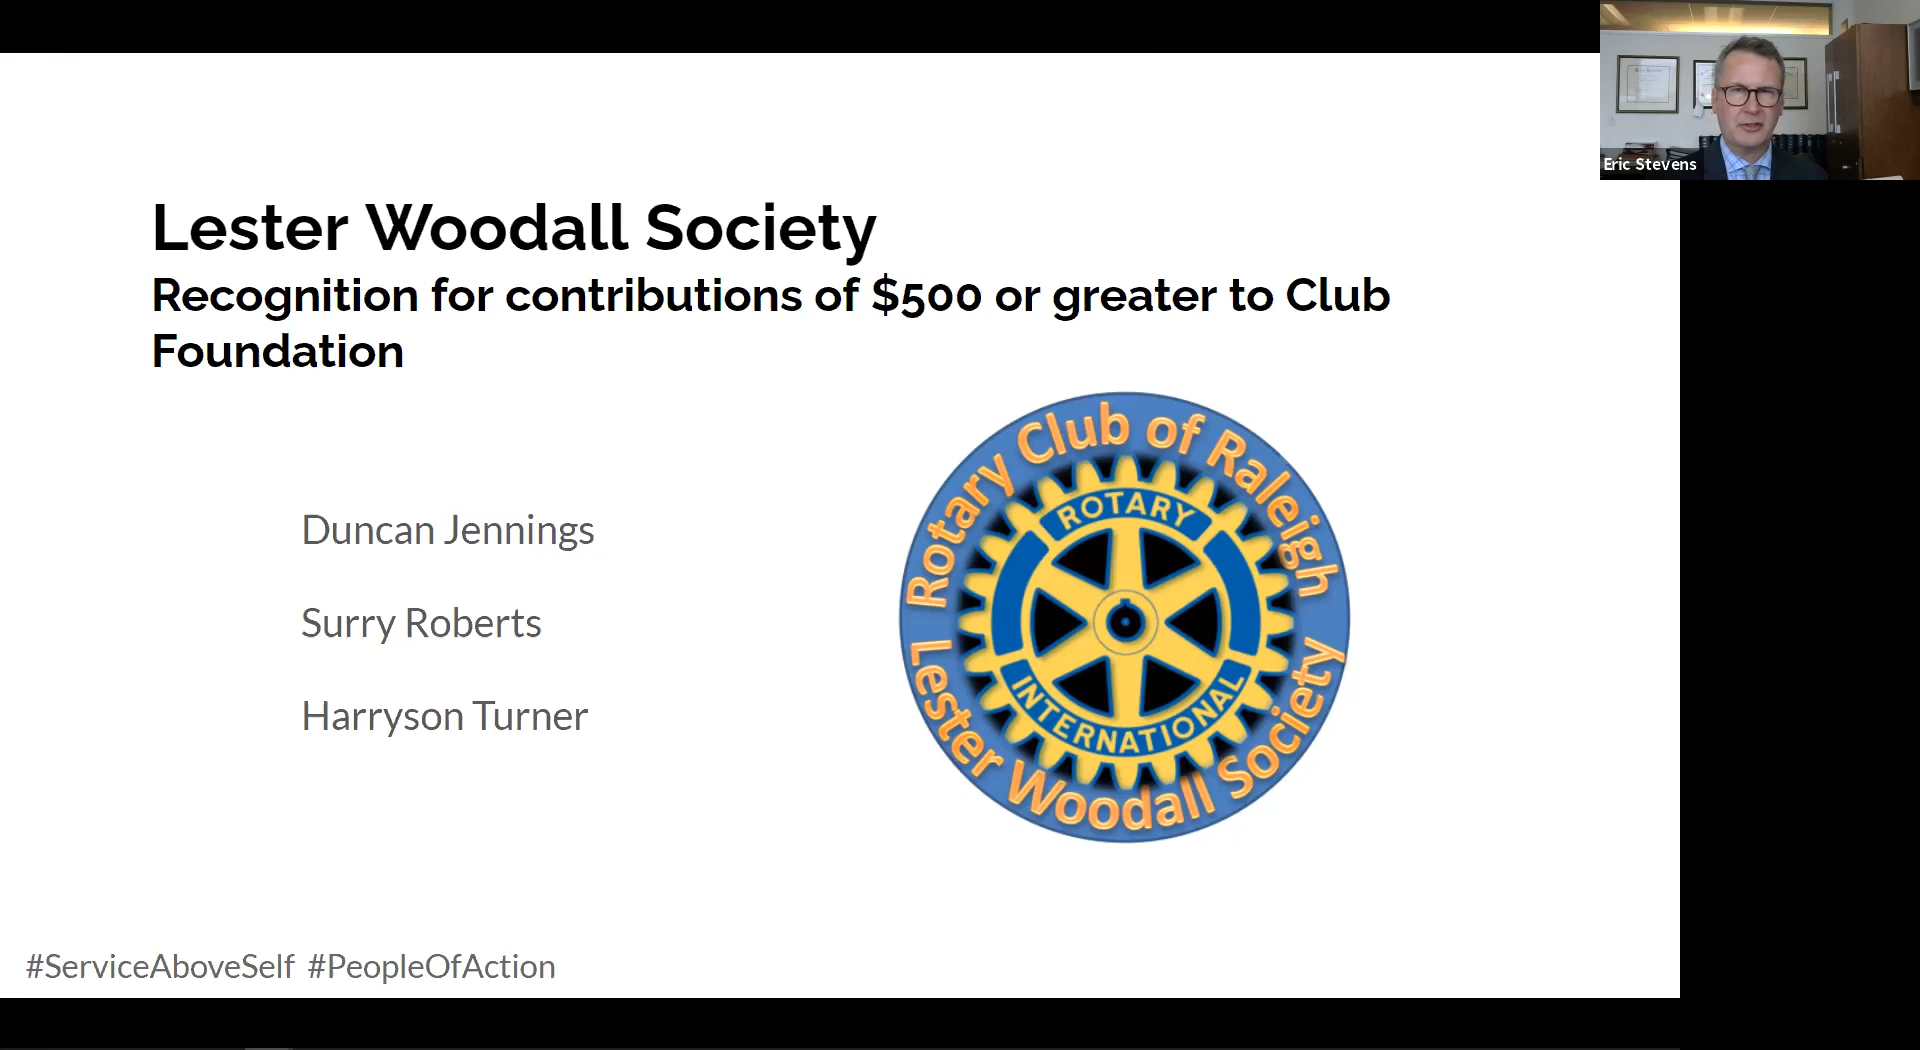 Lester Woodall Society
Recognition for contributions of $500 or greater to Club
Foundation
Duncan Jennings
Surry Roberts
Harryson Turner
Rotary Club of Raleigh
ROTARY
INTERNATIONAL
Lester Woodall Society
#ServiceAboveSelf #PeopleOfAction
Eric Stevens